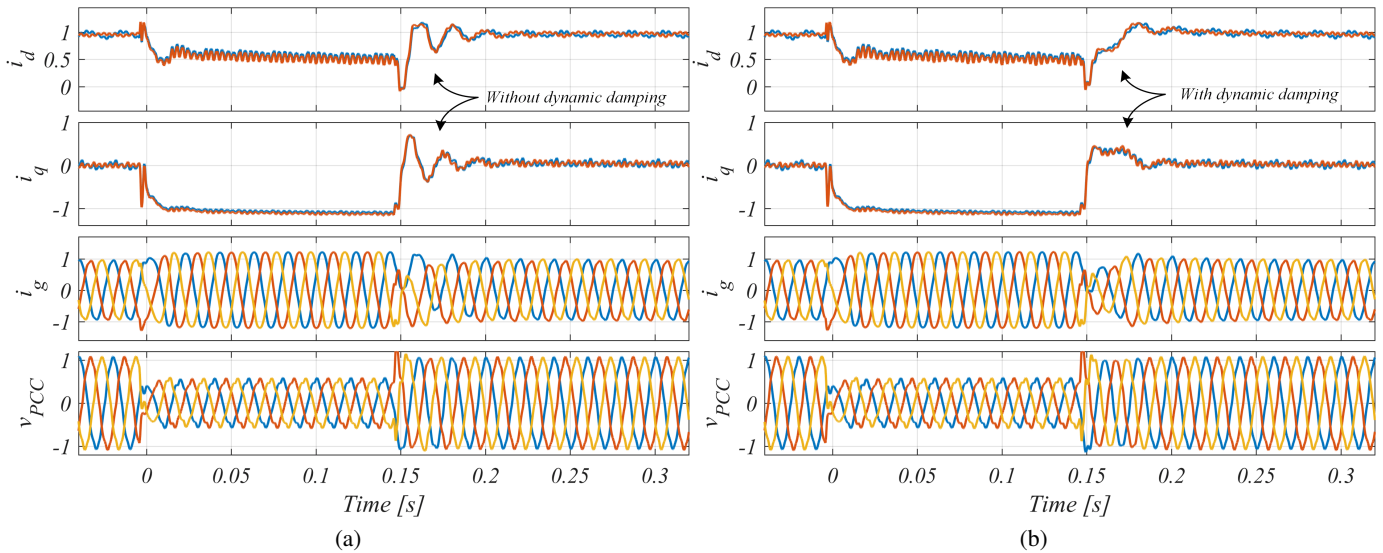 1
0.5
0
i_d
Without dynamic damping
1
0
-1
i_q
1
0
-1
i_g
1
0
-1
v_PCC
0
0.05
0.1
0.15
0.2
0.25
0.3
Time [s]
(a)
1
0.5
0
i_d
With dynamic damping
1
0
-1
i_q
1
0
-1
i_g
1
0
-1
v_PCC
0
0.05
0.1
0.15
0.2
0.25
0.3
Time [s]
(b)